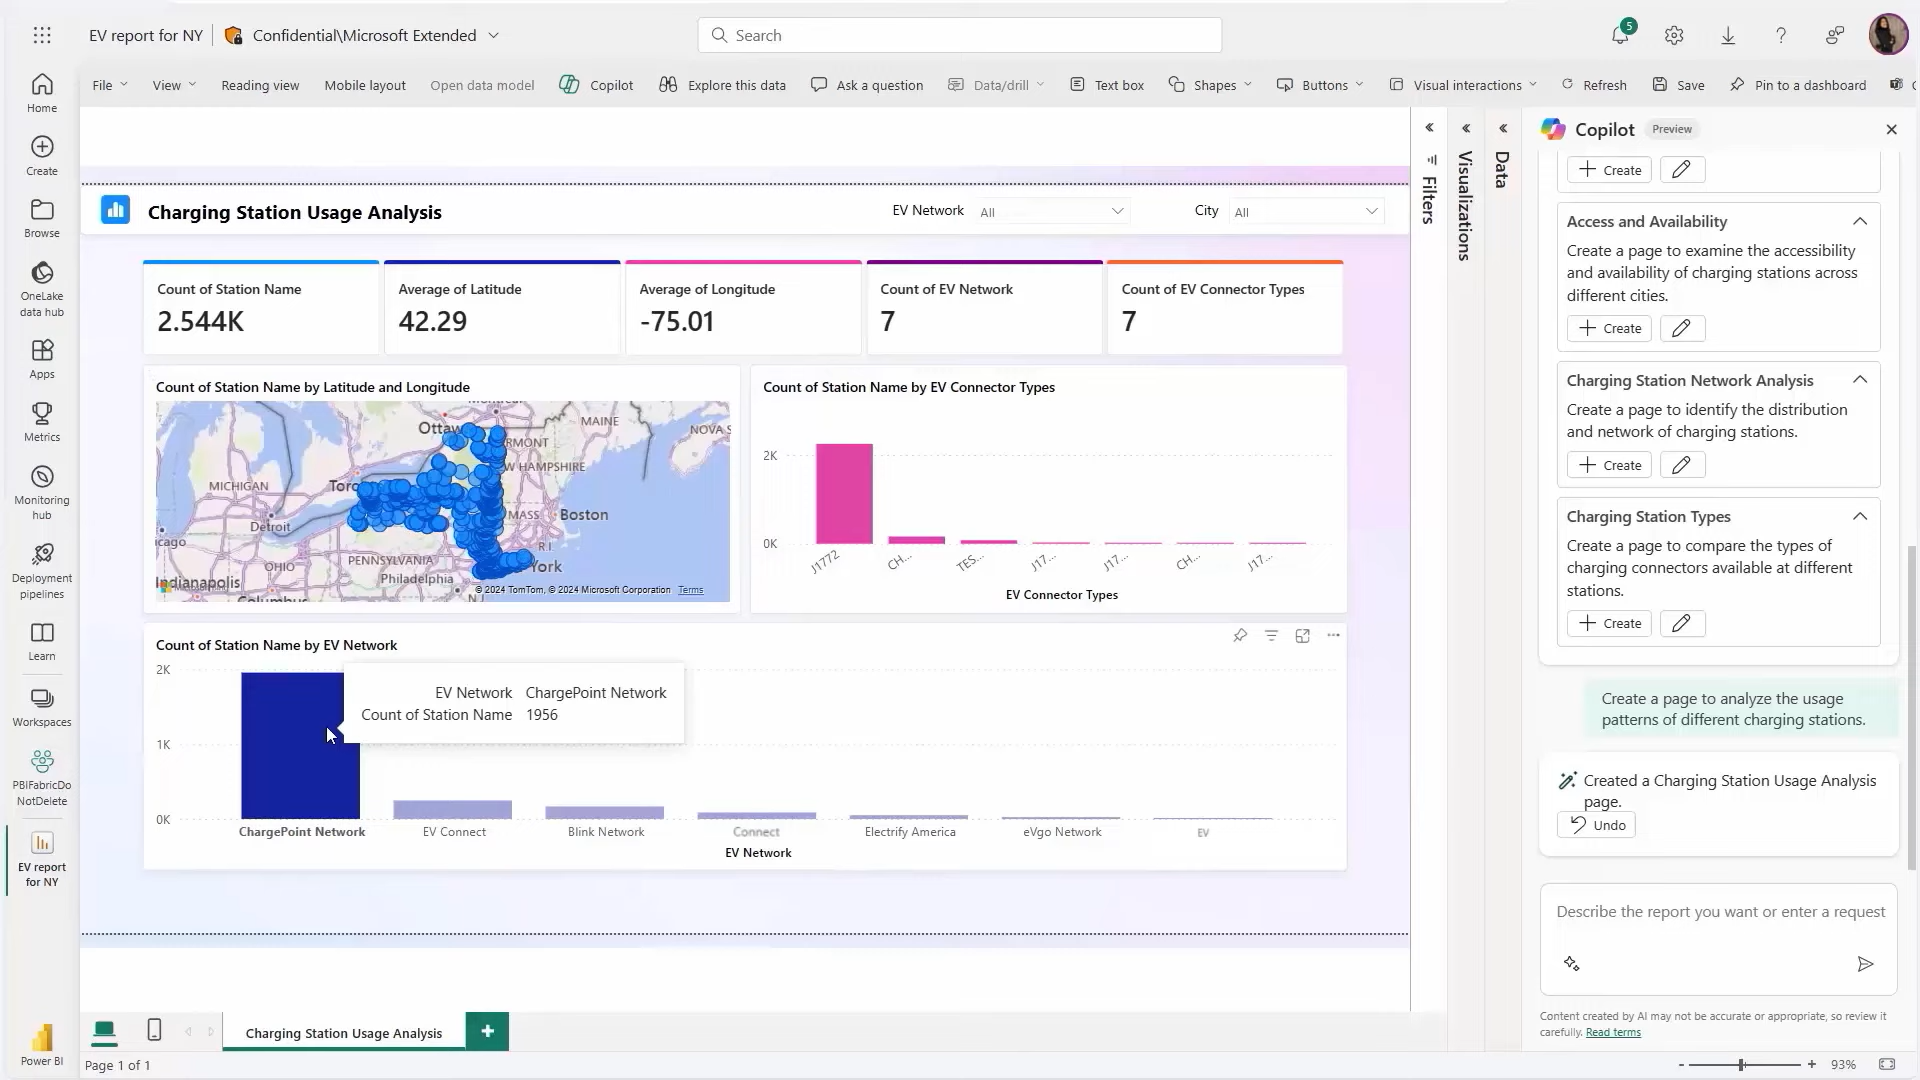 EV report for NY
Confidential\Microsoft Extended
Search
5
Home
Create
Browse
OneLake
data hub
Apps
Metrics
Monitoring
hub
Deployment
pipelines
Learn
Workspaces
PBIFabricDo
NotDelete
EV report
for NY
Power BI
File
View
Reading view
Mobile layout
Open data model
Copilot
Explore this data
Ask a question
Data/drill
Text box
Shapes
Buttons
Visual interactions
Refresh
Save
Pin to a dashboard
Charging Station Usage Analysis
EV Network
All
City
All
Count of Station Name
2.544K
Average of Latitude
42.29
Average of Longitude
-75.01
Count of EV Network
7
Count of EV Connector Types
7
Count of Station Name by Latitude and Longitude
Ottaw
MAINE
NOVA S
RMONT
W HAMPSHIRE
MICHIGAN
Toro
Detroit
MASS
Boston
icago
R.I.
OHIO
PENNSYLVANIA
York
Philadelphia
Indianapolis
Columbus
© 2024 TomTom, © 2024 Microsoft Corporation Terms
Count of Station Name by EV Connector Types
2K
0K
J1772
CH...
TES...
J17...
J17...
CH...
J17...
EV Connector Types
Count of Station Name by EV Network
2K
1K
0K
EV Network ChargePoint Network
Count of Station Name 1956
ChargePoint Network
EV Connect
Blink Network
Connect
Electrify America
eVgo Network
EV
EV Network
Filters
Visualizations
Data
Copilot
Preview
Create
Access and Availability
Create a page to examine the accessibility
and availability of charging stations across
different cities.
Create
Charging Station Network Analysis
Create a page to identify the distribution
and network of charging stations.
Create
Charging Station Types
Create a page to compare the types of
charging connectors available at different
stations.
Create
Create a page to analyze the usage
patterns of different charging stations.
Created a Charging Station Usage Analysis
page.
Undo
Describe the report you want or enter a request
Content created by AI may not be accurate or appropriate, so review it
carefully. Read terms
Charging Station Usage Analysis
Page 1 of 1
- + 93%